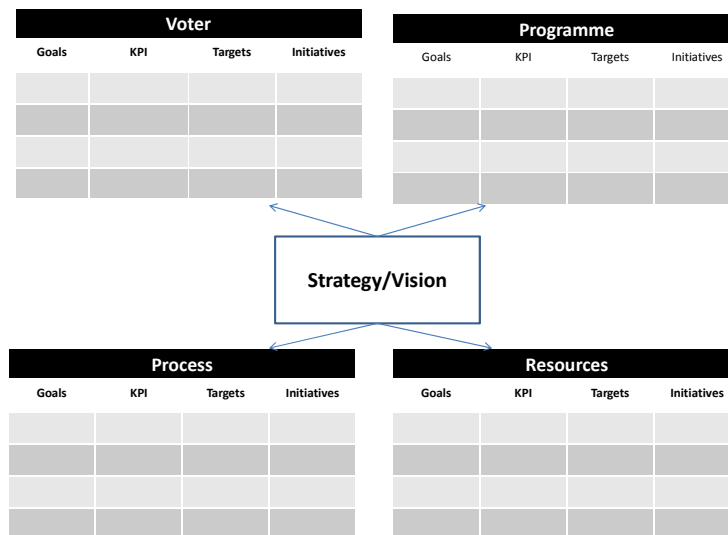 Voter
Goals KPI Targets Initiatives
Programme
Goals KPI Targets Initiatives
Strategy/Vision
Process
Goals KPI Targets Initiatives
Resources
Goals KPI Targets Initiatives